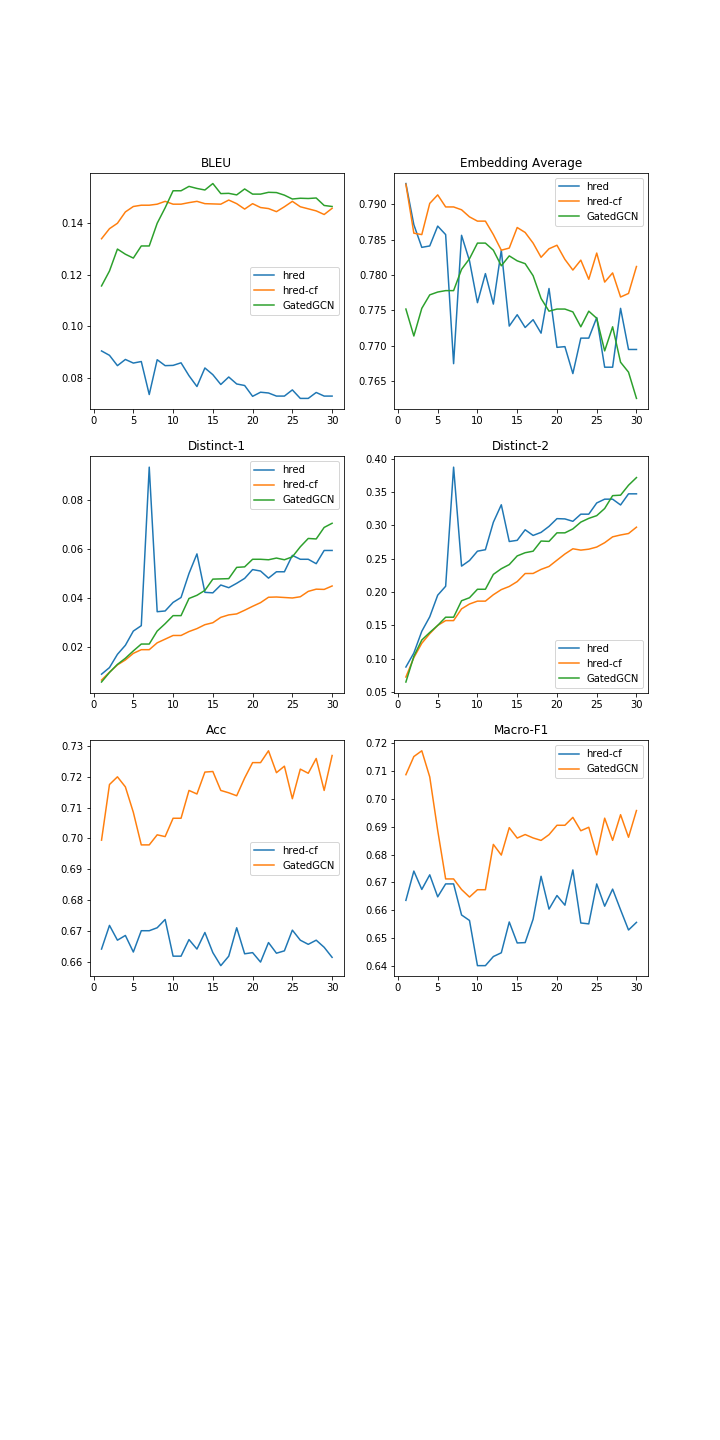 BLEU
0.14
0.12
0.10
0.08
hred
hred-cf
GatedGCN
0 5 10 15 20 25 30
Embedding Average
0.790
0.785
0.780
0.775
0.770
0.765
hred
hred-cf
GatedGCN
0 5 10 15 20 25 30
Distinct-1
0.08
0.06
0.04
0.02
hred
hred-cf
GatedGCN
0 5 10 15 20 25 30
Distinct-2
0.40
0.35
0.30
0.25
0.20
0.15
0.10
0.05
hred
hred-cf
GatedGCN
0 5 10 15 20 25 30
Acc
0.73
0.72
0.71
0.70
0.69
0.68
0.67
0.66
hred-cf
GatedGCN
0 5 10 15 20 25 30
Macro-F1
0.72
0.71
0.70
0.69
0.68
0.67
0.66
0.65
0.64
hred-cf
GatedGCN
0 5 10 15 20 25 30